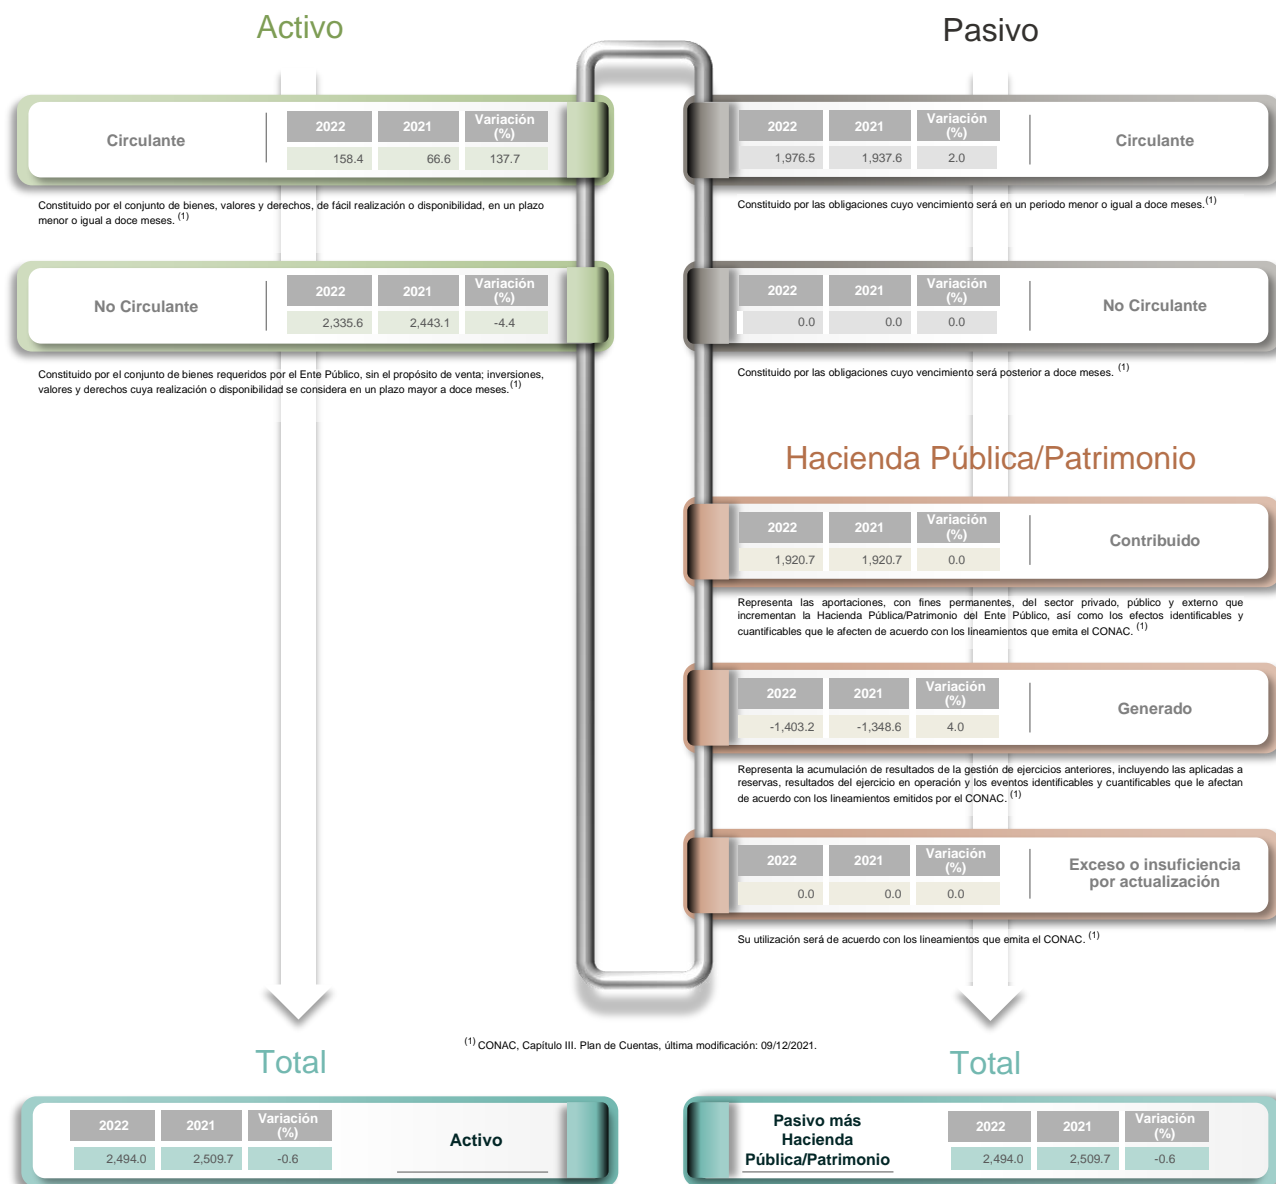 Activo
Circulante
2022 2021 Variación (%)
158.4 66.6 137.7
Constituido por el conjunto de bienes, valores y derechos, de fácil realización o disponibilidad, en un plazo
menor o igual a doce meses. (1)
No Circulante
2022 2021 Variación (%)
2,335.6 2,443.1 -4.4
Constituido por el conjunto de bienes requeridos por el Ente Público, sin el propósito de venta; inversiones,
valores y derechos cuya realización o disponibilidad se considera en un plazo mayor a doce meses. (1)
Pasivo
2022 2021 Variación (%)
1,976.5 1,937.6 2.0
Circulante
Constituido por las obligaciones cuyo vencimiento será en un periodo menor o igual a doce meses. (1)
2022 2021 Variación (%)
0.0 0.0 0.0
No Circulante
Constituido por las obligaciones cuyo vencimiento será posterior a doce meses. (1)
Hacienda Pública/Patrimonio
2022 2021 Variación (%)
1,920.7 1,920.7 0.0
Contribuido
Representa las aportaciones, con fines permanentes, del sector privado, público y externo que
incrementan la Hacienda Pública/Patrimonio del Ente Público, así como los efectos identificables y
cuantificables que le afecten de acuerdo con los lineamientos que emita el CONAC. (1)
2022 2021 Variación (%)
-1,403.2 -1,348.6 4.0
Generado
Representa la acumulación de resultados de la gestión de ejercicios anteriores, incluyendo las aplicadas a
reservas, resultados del ejercicio en operación y los eventos identificables y cuantificables que le afectan
de acuerdo con los lineamientos emitidos por el CONAC. (1)
2022 2021 Variación (%)
0.0 0.0 0.0
Exceso o insuficiencia
por actualización
Su utilización será de acuerdo con los lineamientos que emita el CONAC. (1)
(1) CONAC, Capítulo III. Plan de Cuentas, última modificación: 09/12/2021.
Total
2022 2021 Variación (%)
2,494.0 2,509.7 -0.6
Activo
Total
Pasivo más
Hacienda
Pública/Patrimonio
2022 2021 Variación (%)
2,494.0 2,509.7 -0.6